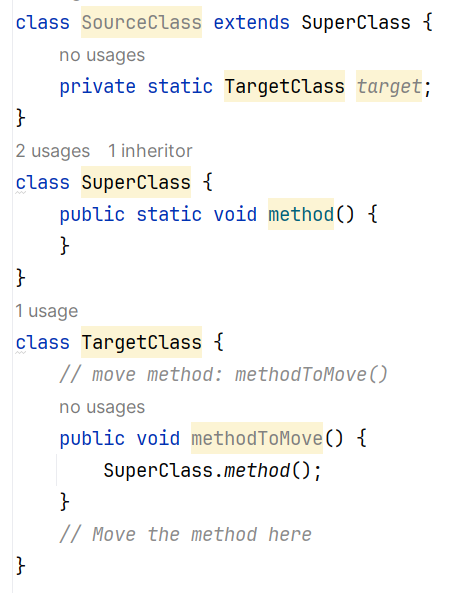 class SourceClass extends SuperClass {
no usages
private static TargetClass target;
}
2 usages 1 inheritor
class SuperClass {
public static void method() {
}
}
1 usage
class TargetClass {
// move method: methodToMove()
no usages
public void methodToMove() {
SuperClass.method();
}
// Move the method here
}